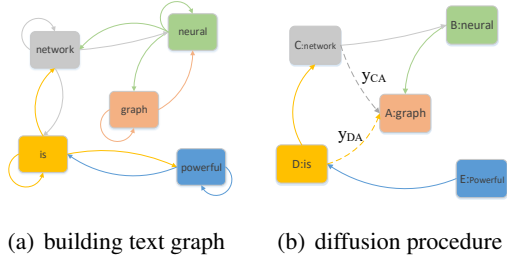 neural
network
graph
is
powerful
(a) building text graph
B:neural
C:network
yCA
A:graph
yDA
D:is
E:Powerful
(b) diffusion procedure